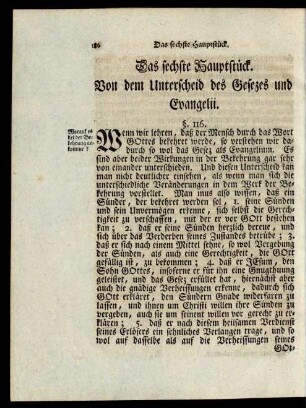 186 Das sechste Hauptstück.
Das sechste Hauptstück.
Von dem Unterscheid des Gesezes und
Evangelii.
§. 116.
Worauf es
bei der Be-
kehrung an-
komme?
Wenn wir lehren, daß der Mensch durch das Wort
GOttes bekehret werde, so verstehen wir da-
durch so wol das Gesez als Evangelium. Es
sind aber beider Wirkungen in der Bekehrung gar sehr
von einander unterschieden. Und diesen Unterschied kan
man nicht deutlicher einsehen, als wenn man sich die
unterschiedliche Veränderungen in dem Werk der Be-
kehrung vorstellet. Man mus also wissen, daß ein
Sünder, der bekehret werden sol, 1. seine Sünden
und sein Unvermögen erkenne, sich selbst die Gerech-
tigkeit zu verschaffen, mit der er vor GOtt bestehen
kan; 2. daß er seine Sünden herzlich bereue, und
sich über das Verderben seines Zustandes betrübe; 3.
daß er sich nach einem Mittel sehne, so wol Vergebung
der Sünden, als auch eine Gerechtigkeit, die GOtt
gefällig ist, zu bekommen; 4. daß er JEsum, den
Sohn GOttes, insoferne er für ihn eine Gnugthuung
geleistet, und das Gesez erfüllet hat, hiernächst aber
auch die gnädige Verheissungen erkenne, dadurch sich
GOtt erkläret, den Sündern Gnade widerfaren zu
lassen, und ihnen um Christi willen ihre Sünden zu
vergeben, auch sie um seinent willen vor gerecht zu er-
klären; 5. daß er nach diesem heilsamen Verdienst
seines Erlösers ein sehnliches Verlangen trage, und so
wol auf dasselbe als auf die Verheissungen seines
GOt-